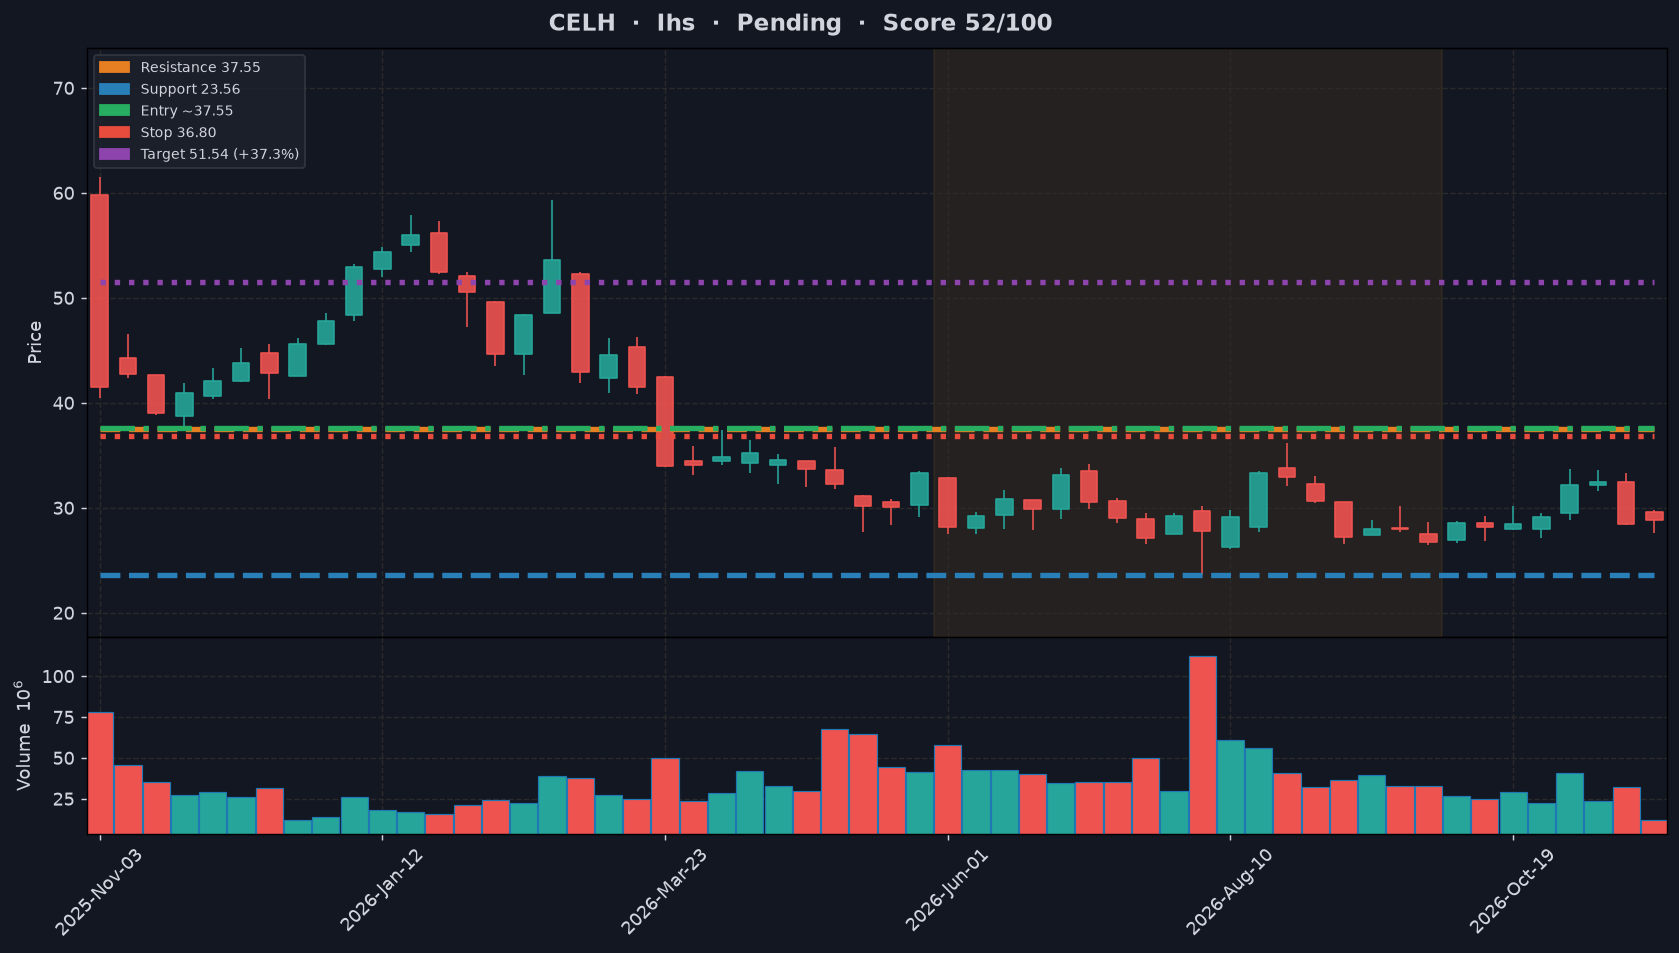 CELH · Ihs · Pending · Score 52/100
Resistance 37.55
Support 23.56
Entry ~37.55
Stop 36.80
Target 51.54 (+37.3%)
Price
70
60
50
40
30
20
Volume 10⁶
100
75
50
25
2025-Nov-03
2026-Jan-12
2026-Mar-23
2026-Jun-01
2026-Aug-10
2026-Oct-19